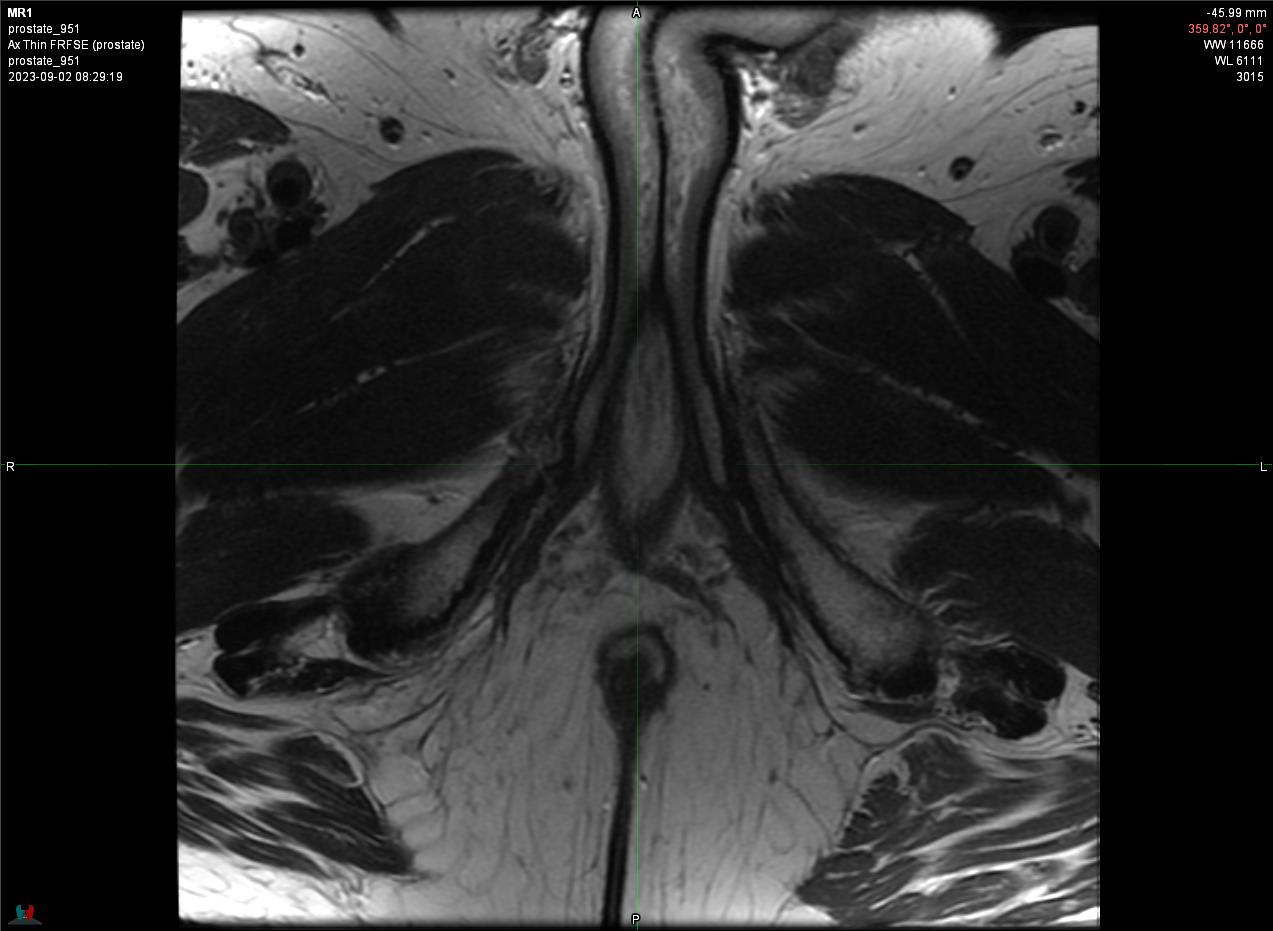 MR1
prostate_951
Ax Thin FRFSE (prostate)
prostate_951
2023-09-02 08:29:19
-45.99 mm
359.82°, 0°, 0°
WW 11666
WL 6111
3015
A
R
L
P